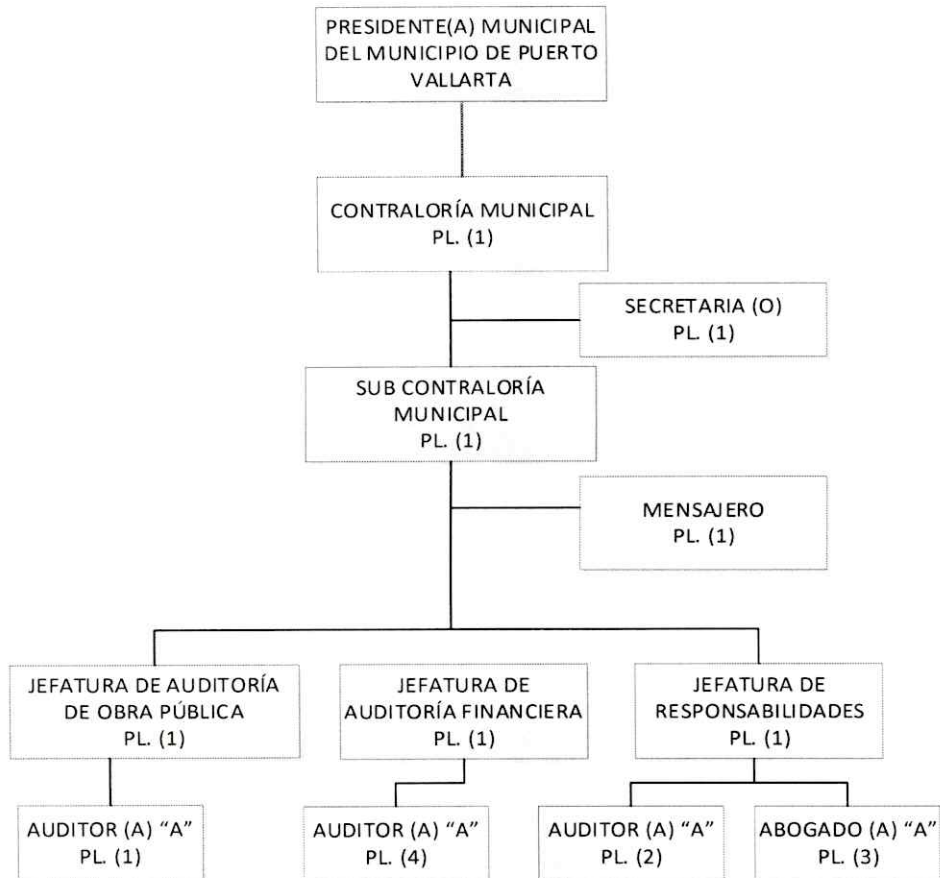 PRESIDENTE(A) MUNICIPAL
DEL MUNICIPIO DE PUERTO
VALLARTA
CONTRALORÍA MUNICIPAL
PL. (1)
SECRETARIA (O)
PL. (1)
SUB CONTRALORÍA
MUNICIPAL
PL. (1)
MENSAJERO
PL. (1)
JEFATURA DE AUDITORÍA
DE OBRA PÚBLICA
PL. (1)
JEFATURA DE
AUDITORÍA FINANCIERA
PL. (1)
JEFATURA DE
RESPONSABILIDADES
PL. (1)
AUDITOR (A) “A”
PL. (1)
AUDITOR (A) “A”
PL. (4)
AUDITOR (A) “A”
PL. (2)
ABOGADO (A) “A”
PL. (3)